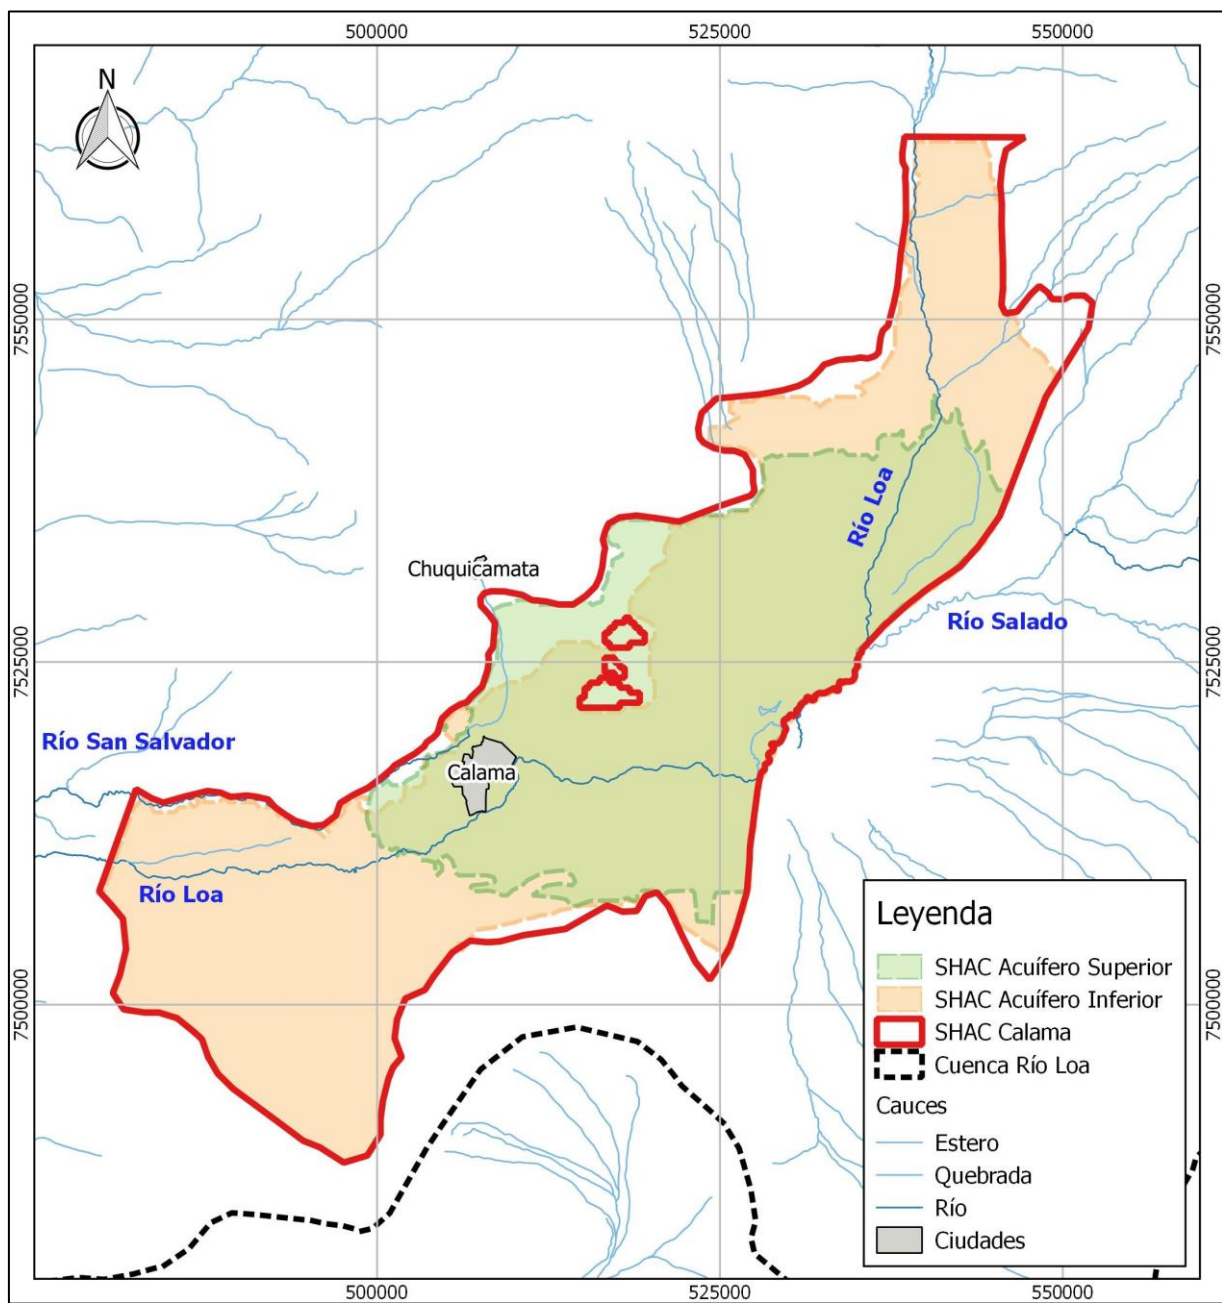 500000 525000 550000
N
7550000 7550000
Río Loa
Chuquicamata
Río Salado
7525000 7525000
Río San Salvador
Calama
Río Loa
7500000 7500000
Leyenda
SHAC Acuífero Superior
SHAC Acuífero Inferior
SHAC Calama
Cuenca Río Loa
Cauces
Estero
Quebrada
Río
Ciudades
500000 525000 550000